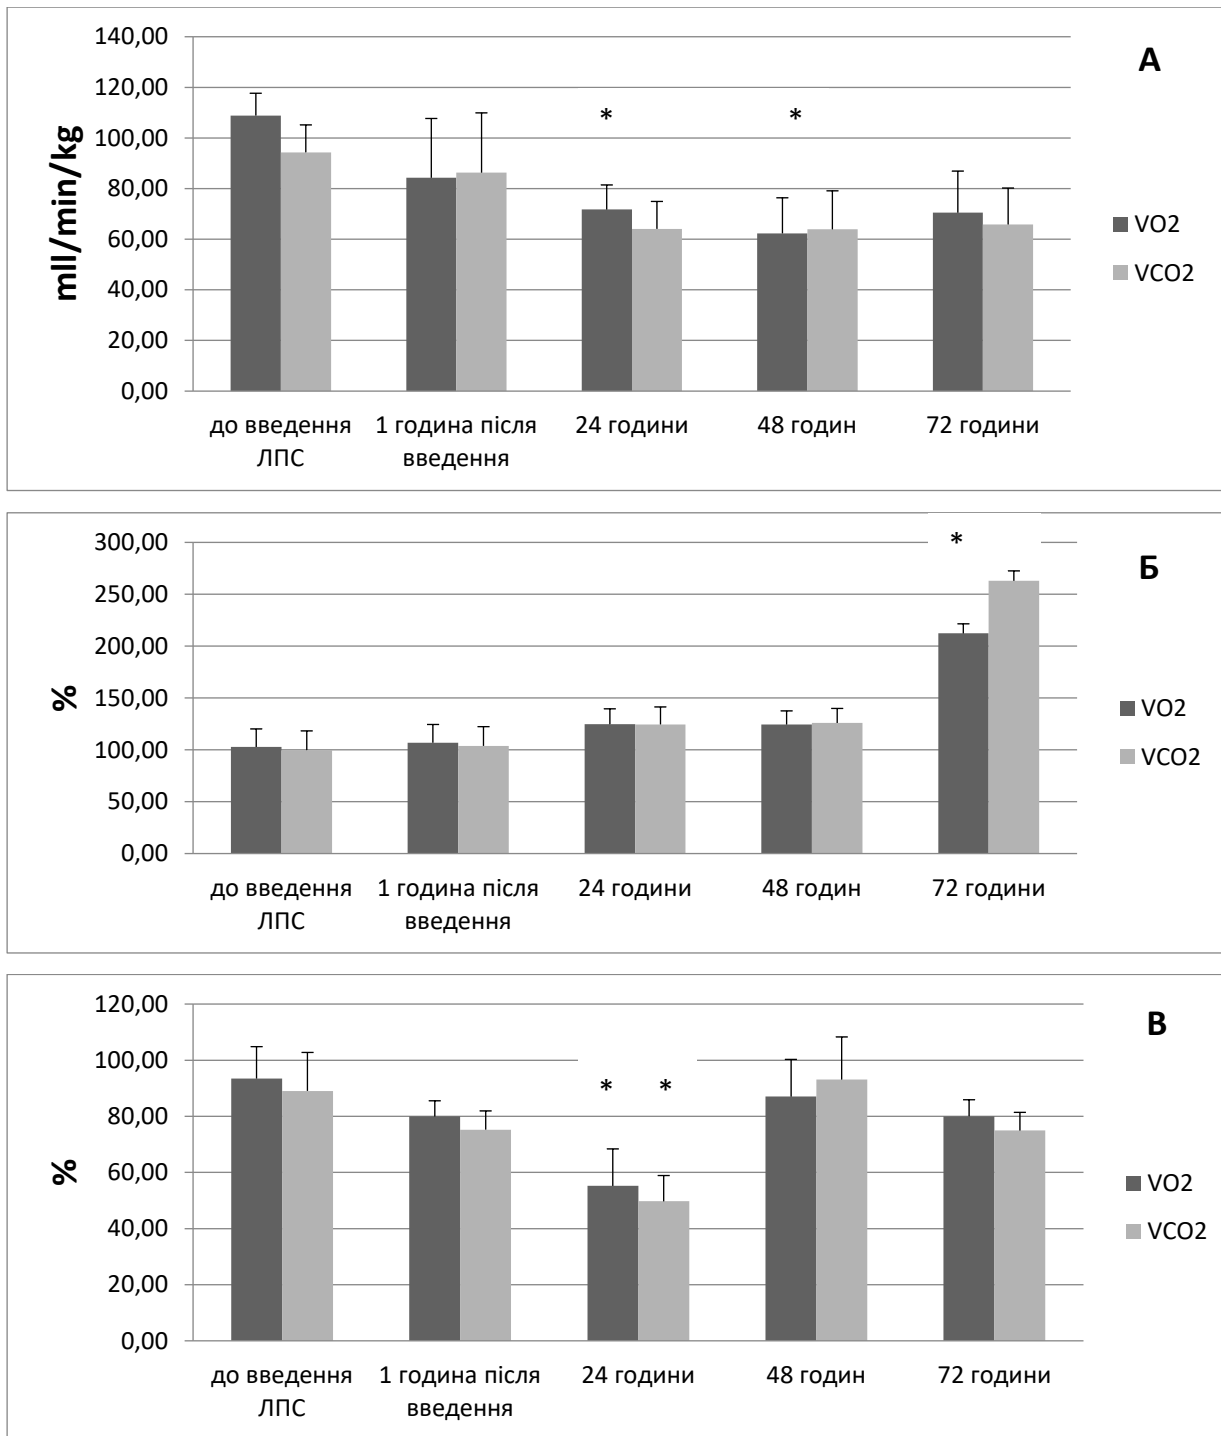 140,00
120,00
100,00
80,00
60,00
40,00
20,00
0,00
mll/min/kg
А
*
*
VO2
VCO2
до введення
ЛПС
1 година після
введення
24 години
48 годин
72 години
300,00
250,00
200,00
150,00
100,00
50,00
0,00
%
Б
*
VO2
VCO2
до введення
ЛПС
1 година після
введення
24 години
48 годин
72 години
120,00
100,00
80,00
60,00
40,00
20,00
0,00
%
В
*
*
VO2
VCO2
до введення
ЛПС
1 година після
введення
24 години
48 годин
72 години